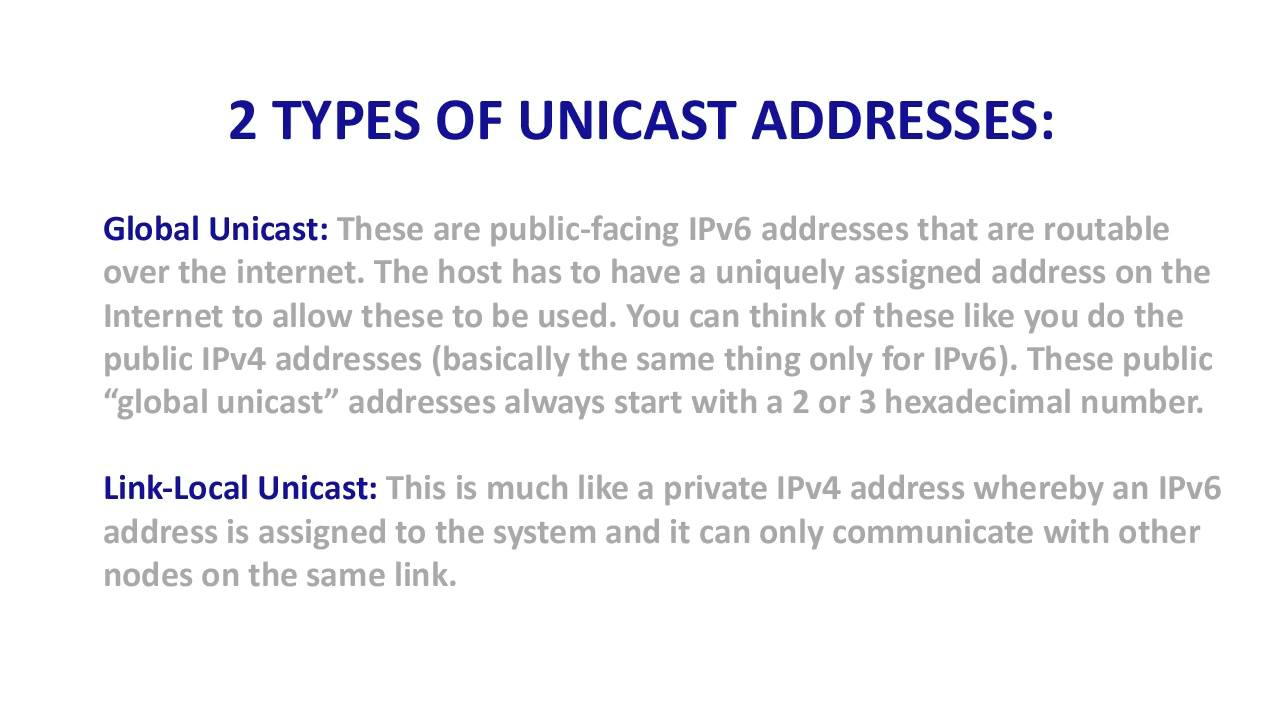 2 TYPES OF UNICAST ADDRESSES:
Global Unicast: These are public-facing IPv6 addresses that are routable
over the internet. The host has to have a uniquely assigned address on the
Internet to allow these to be used. You can think of these like you do the
public IPv4 addresses (basically the same thing only for IPv6). These public
“global unicast” addresses always start with a 2 or 3 hexadecimal number.
Link-Local Unicast: This is much like a private IPv4 address whereby an IPv6
address is assigned to the system and it can only communicate with other
nodes on the same link.